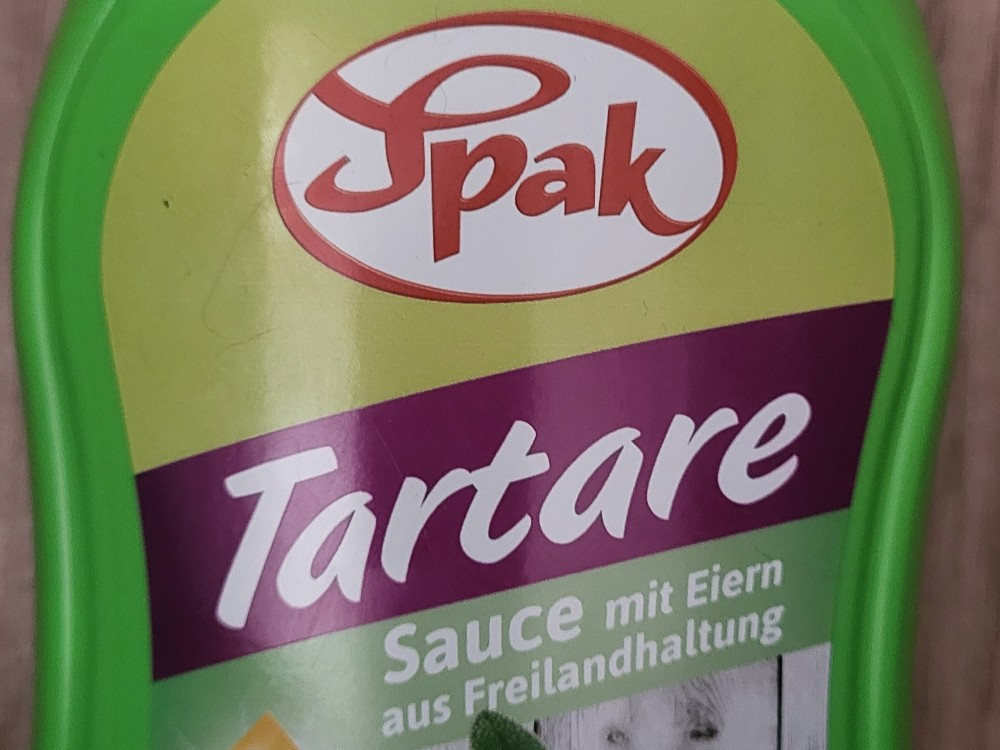 Spak
Tartare
Sauce mit Eiern
aus Freilandhaltung